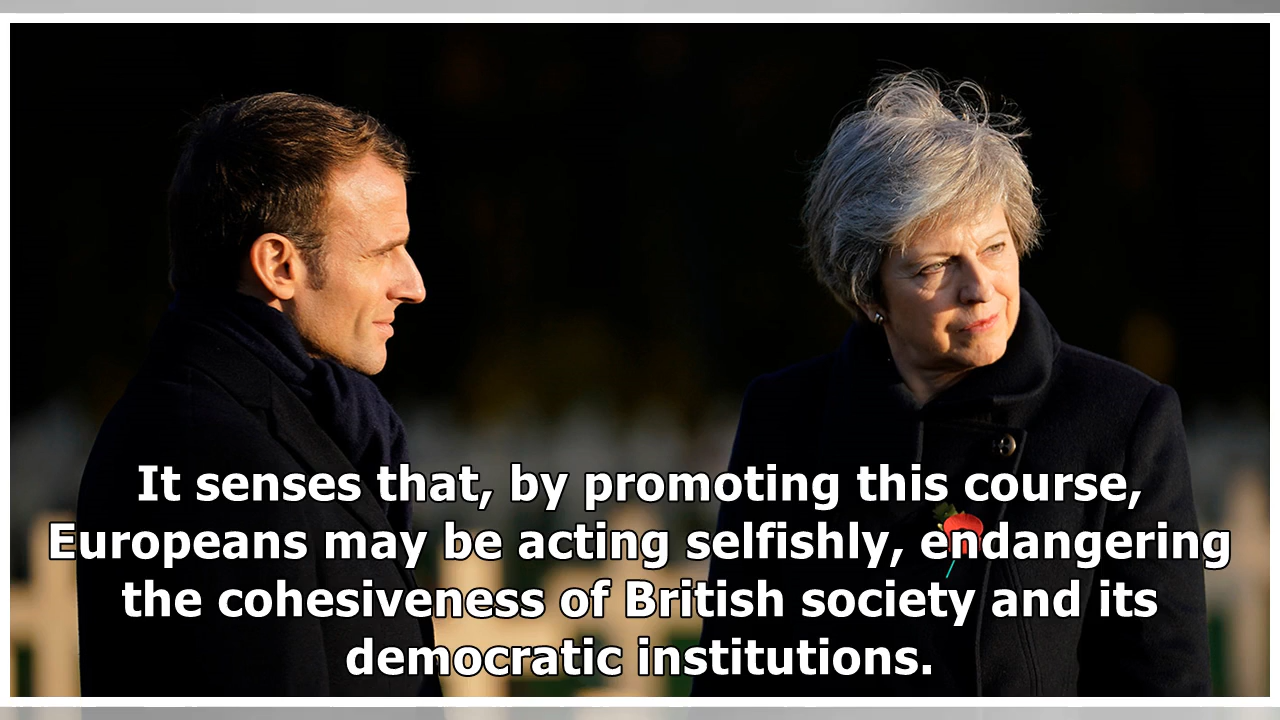 It senses that, by promoting this course,
Europeans may be acting selfishly, endangering
the cohesiveness of British society and its
democratic institutions.